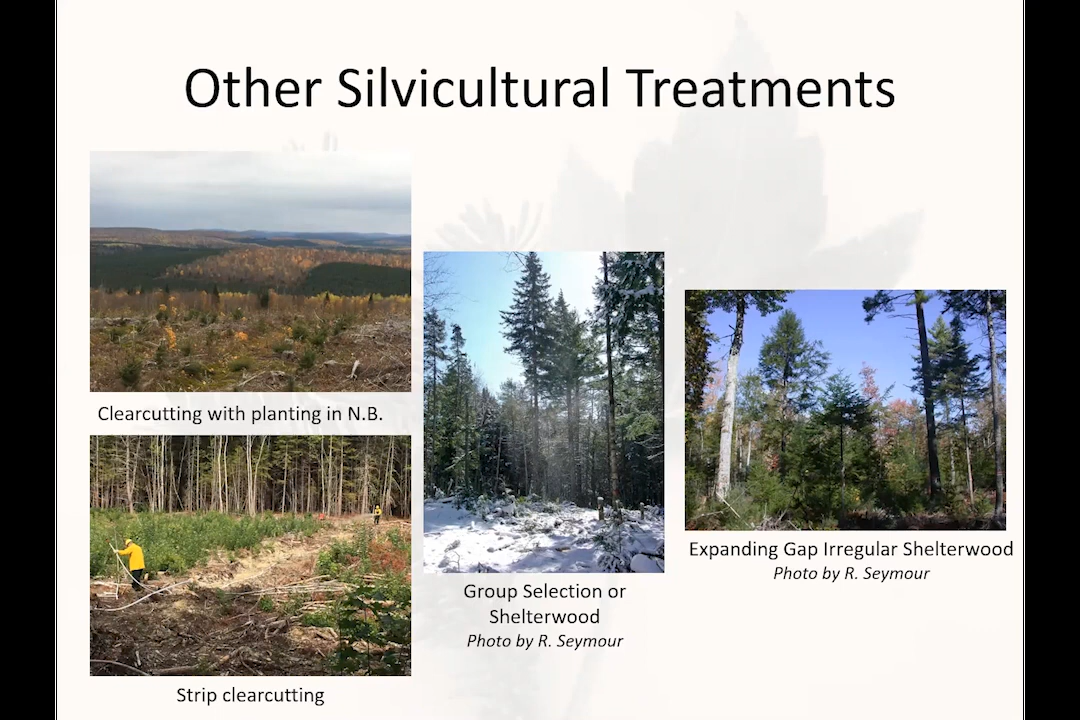 Other Silvicultural Treatments
Clearcutting with planting in N.B.
Strip clearcutting
Group Selection or
Shelterwood
Photo by R. Seymour
Expanding Gap Irregular Shelterwood
Photo by R. Seymour